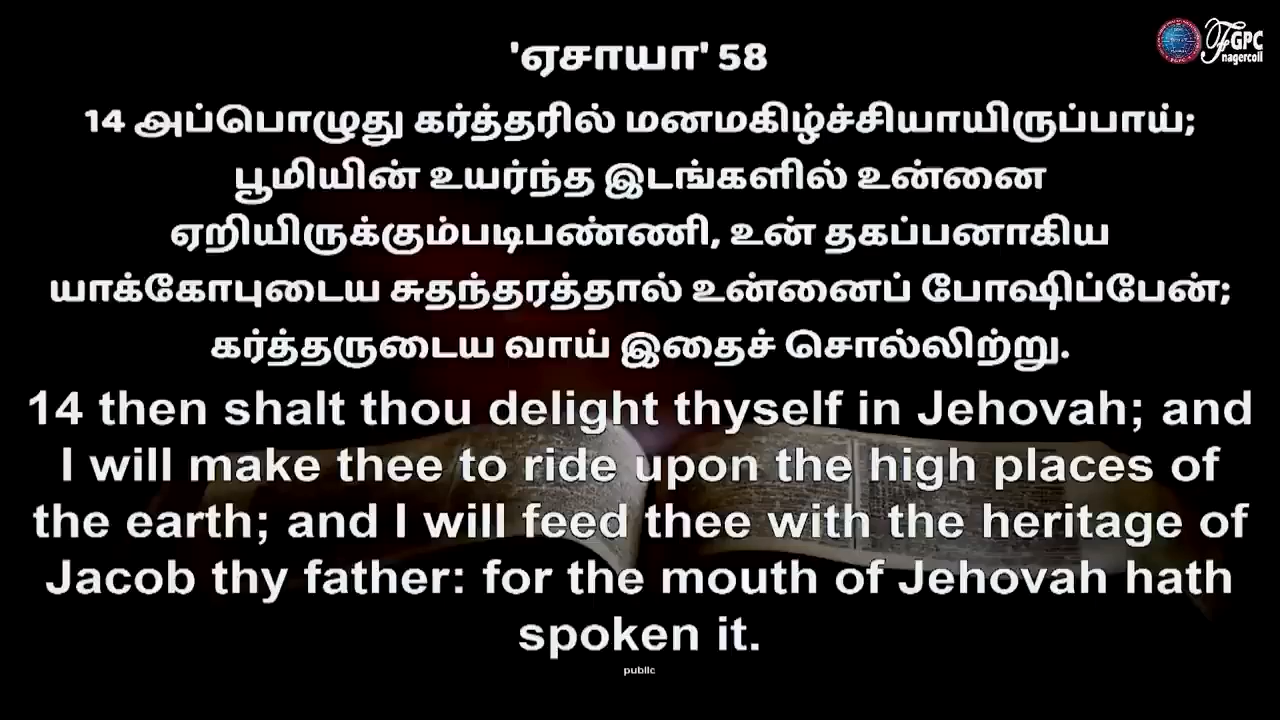 'ஏசாயா' 58
FGPC
nagercoil
14 அப்பொழுது கர்த்தரில் மனமகிழ்ச்சியாயிருப்பாய்;
பூமியின் உயர்ந்த இடங்களில் உன்னை
ஏறியிருக்கும்படிபண்ணி, உன் தகப்பனாகிய
யாக்கோபுடைய சுதந்தரத்தால் உன்னைப் போஷிப்பேன்;
கர்த்தருடைய வாய் இதைச் சொல்லிற்று.
14 then shalt thou delight thyself in Jehovah; and
I will make thee to ride upon the high places of
the earth; and I will feed thee with the heritage of
Jacob thy father: for the mouth of Jehovah hath
spoken it.
public